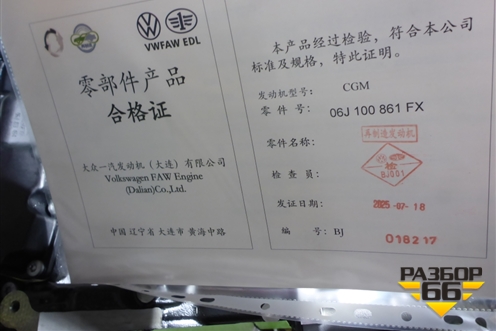 VWFAW EDL
零部件产品
合格证
大众一汽发动机（大连）有限公司
Volkswagen FAW Engine
(Dalian)Co.,Ltd.
中国 辽宁省 大连市 黄海中路
本产品经过检验，符合本公司
标准及规格，特此证明。
发动机型号： CGM
零 件 号： 06J 100 861 FX
零件名称： 再制造发动机
检 查 员： BJ001
发证日期： 2025-07-18
编 号： BJ 018217
РАЗБОР
66